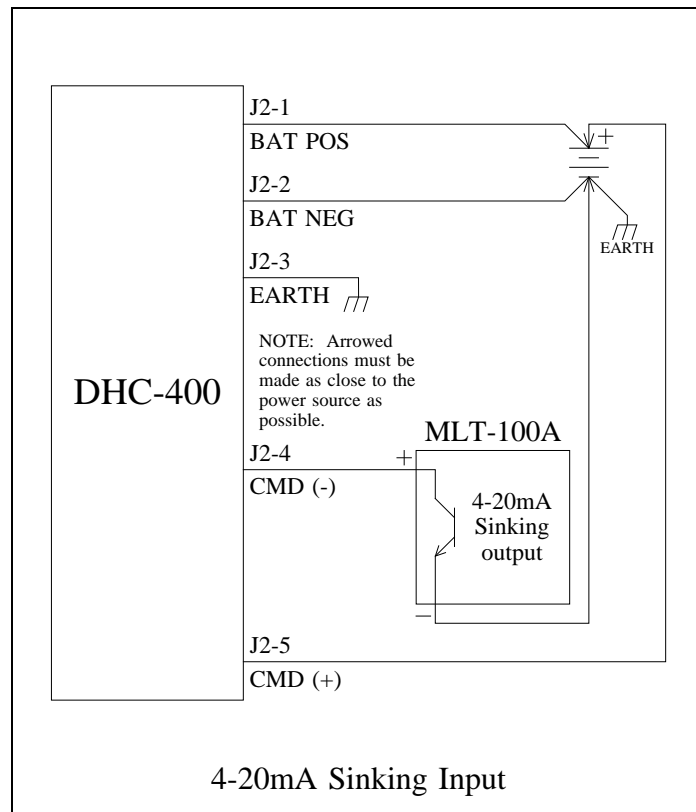 J2-1
BAT POS
+
J2-2
BAT NEG
EARTH
J2-3
EARTH
NOTE: Arrowed
connections must be
made as close to the
power source as
possible.
DHC-400
MLT-100A
J2-4
+
CMD (-)
4-20mA
Sinking
output
−
J2-5
CMD (+)
4-20mA Sinking Input